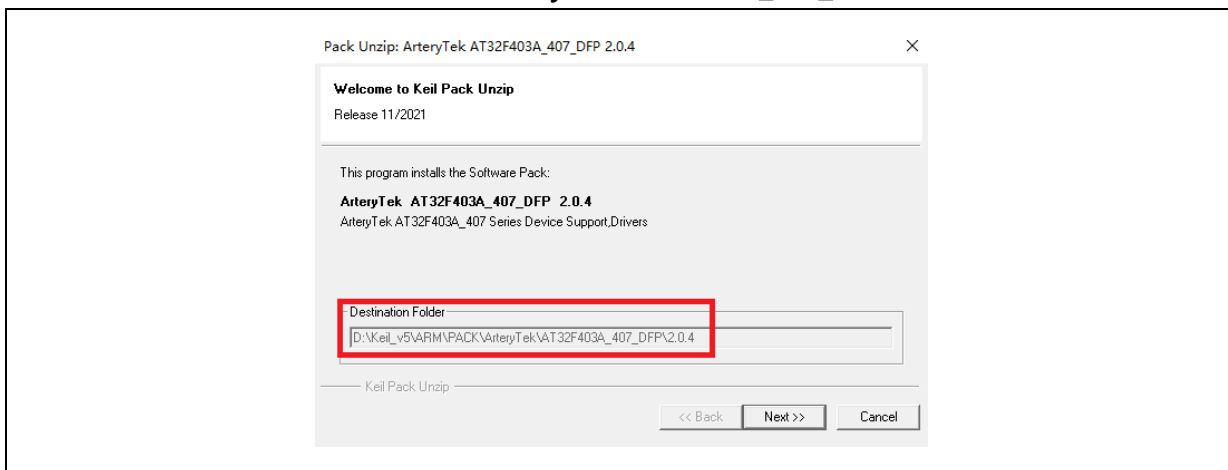 Pack Unzip: ArteryTek AT32F403A_407_DFP 2.0.4
Welcome to Keil Pack Unzip
Release 11/2021
This program installs the Software Pack:
ArteryTek AT32F403A_407_DFP 2.0.4
ArteryTek AT32F403A_407 Series Device Support,Drivers
Destination Folder
D:\Keil_v5\ARM\PACK\ArteryTek\AT32F403A_407_DFP\2.0.4
Keil Pack Unzip
<< Back Next >> Cancel